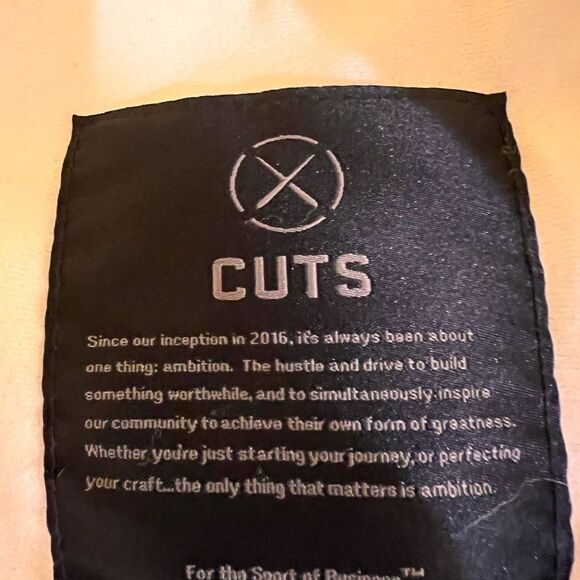 CUTS
Since our inception in 2016, it's always been about
one thing: ambition. The hustle and drive to build
something worthwhile, and to simultaneously inspire
our community to achieve their own form of greatness.
Whether you're just starting your journey, or perfecting
your craft...the only thing that matters is ambition.
For the Sport of Business™